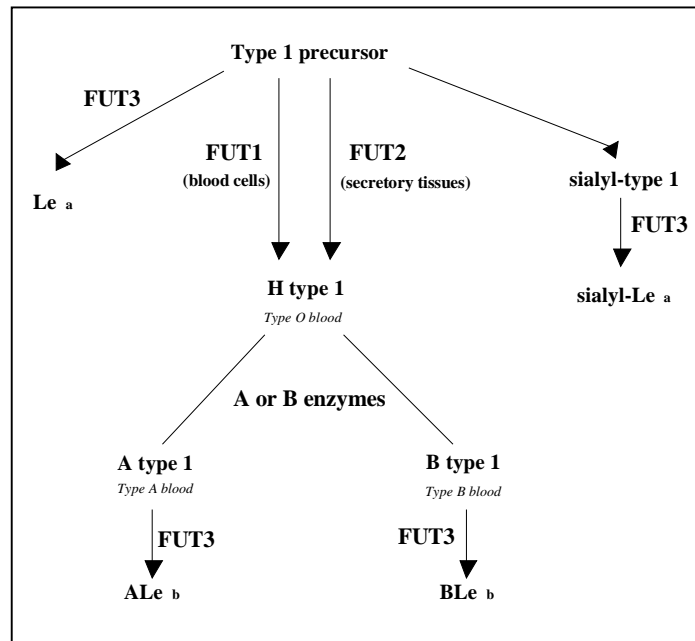 Type 1 precursor
FUT3
FUT1
(blood cells)
FUT2
(secretory tissues)
sialyl-type 1
Le a
FUT3
H type 1
Type O blood
sialyl-Le a
A or B enzymes
A type 1
Type A blood
B type 1
Type B blood
FUT3
FUT3
ALe b
BLe b